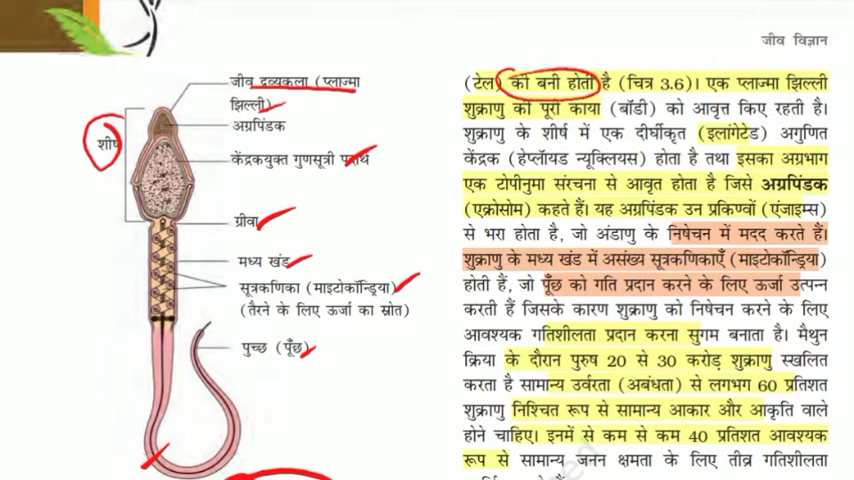 जीव विज्ञान
जीव द्रव्यकला (प्लाज्मा
झिल्ली)
अग्रपिंडक
शीर्ष
केंद्रकयुक्त गुणसूत्री पदार्थ
ग्रीवा
मध्य खंड
सूत्रकणिका (माइटोकॉन्ड्रिया)
(तैरने के लिए ऊर्जा का स्रोत)
पुच्छ (पूँछ)
(टेल) की बनी होती है (चित्र 3.6)। एक प्लाज्मा झिल्ली
शुक्राणु की पूरी काया (बॉडी) को आवृत्त किए रहती है।
शुक्राणु के शीर्ष में एक दीर्घीकृत (इलांगेटेड) अगुणित
केंद्रक (हेप्लॉयड न्यूक्लियस) होता है तथा इसका अग्रभाग
एक टोपीनुमा संरचना से आवृत होता है जिसे अग्रपिंडक
(एक्रोसोम) कहते हैं। यह अग्रपिंडक उन प्रकिण्वों (एंजाइम्स)
से भरा होता है, जो अंडाणु के निषेचन में मदद करते हैं।
शुक्राणु के मध्य खंड में असंख्य सूत्रकणिकाएँ (माइटोकॉन्ड्रिया)
होती हैं, जो पूँछ को गति प्रदान करने के लिए ऊर्जा उत्पन्न
करती हैं जिसके कारण शुक्राणु को निषेचन करने के लिए
आवश्यक गतिशीलता प्रदान करना सुगम बनाता है। मैथुन
क्रिया के दौरान पुरुष 20 से 30 करोड़ शुक्राणु स्खलित
करता है सामान्य उर्वरता (अबंधता) से लगभग 60 प्रतिशत
शुक्राणु निश्चित रूप से सामान्य आकार और आकृति वाले
होने चाहिए। इनमें से कम से कम 40 प्रतिशत आवश्यक
रूप से सामान्य जनन क्षमता के लिए तीव्र गतिशीलता